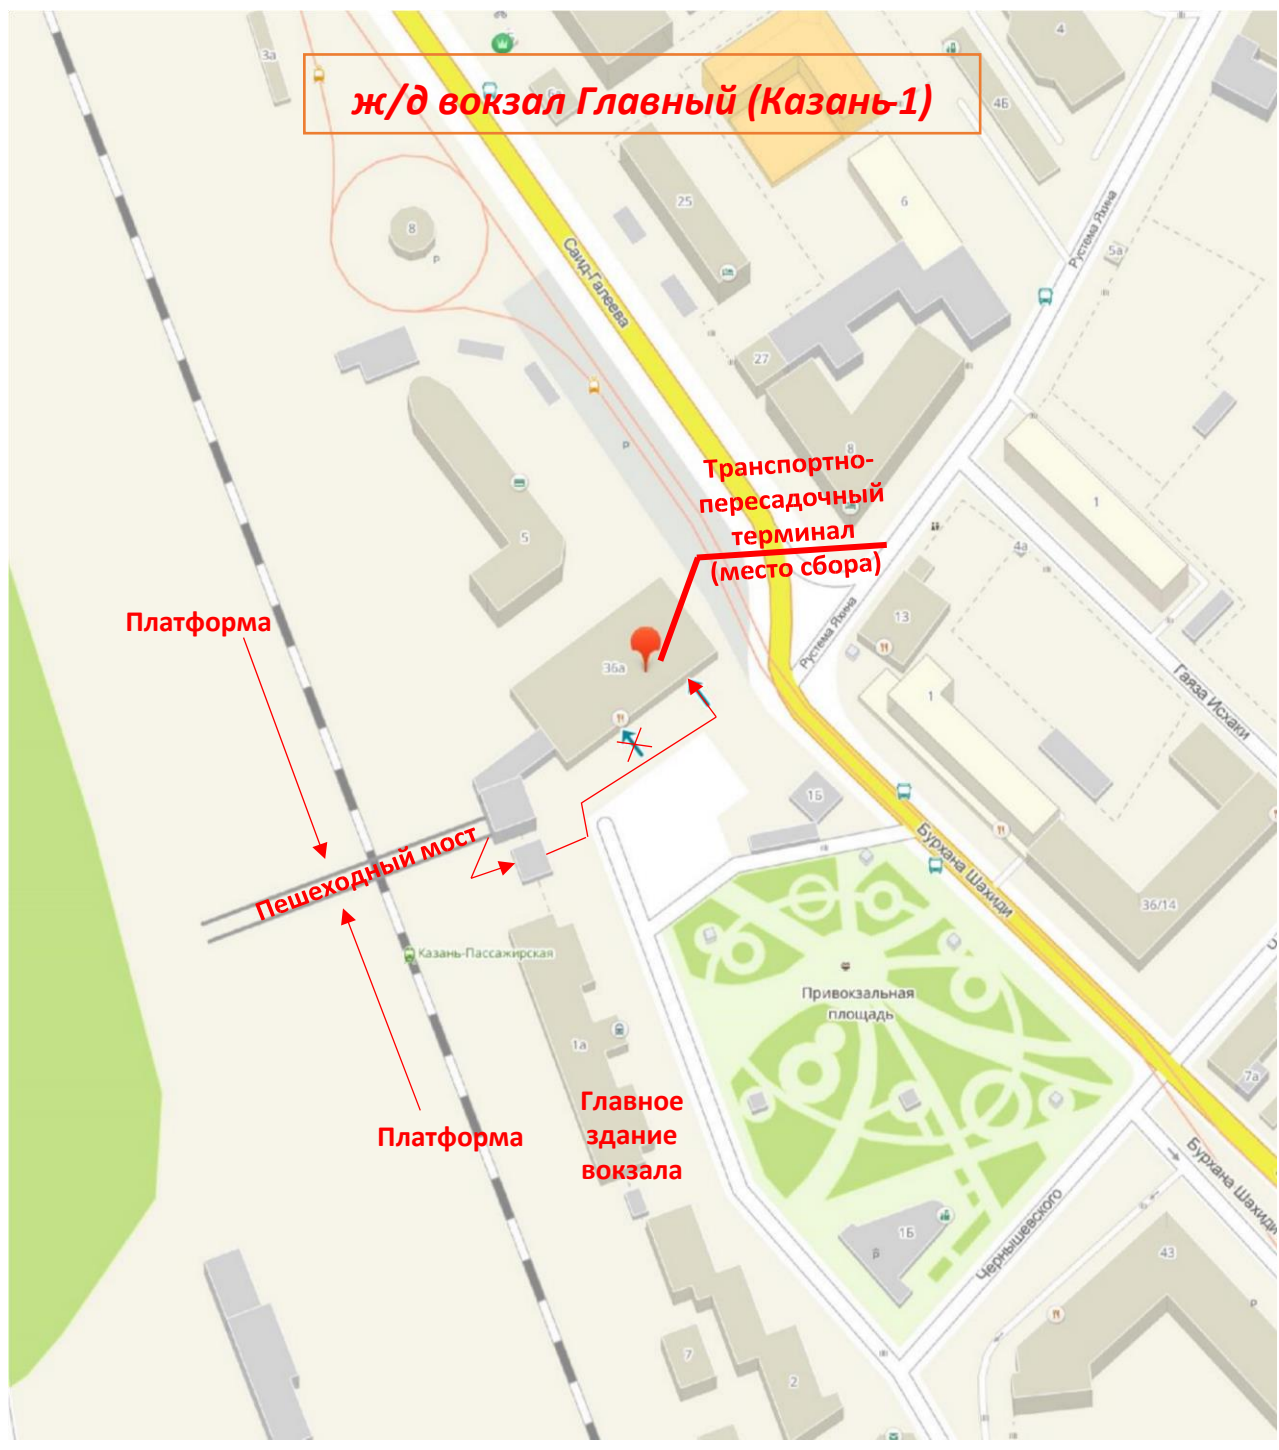 3а
ж/д вокзал Главный (Казань-1)
6а
4
4Б
25
6
8
Р
Саид-Галеева
Рустема Яхина
5а
27
8
Р
Транспортно-
пересадочный
терминал
(место сбора)
1
5
4а
Платформа
13
Рустема Яхина
36а
1
Гаяза Исхаки
1Б
Пешеходный мост
Бурхана Шахиди
36/14
Казань-Пассажирская
Привокзальная
площадь
1а
7а
Главное
здание
вокзала
Платформа
Бурхана Шахиди
Чернышевского
1Б
Р
43
Р
7
2